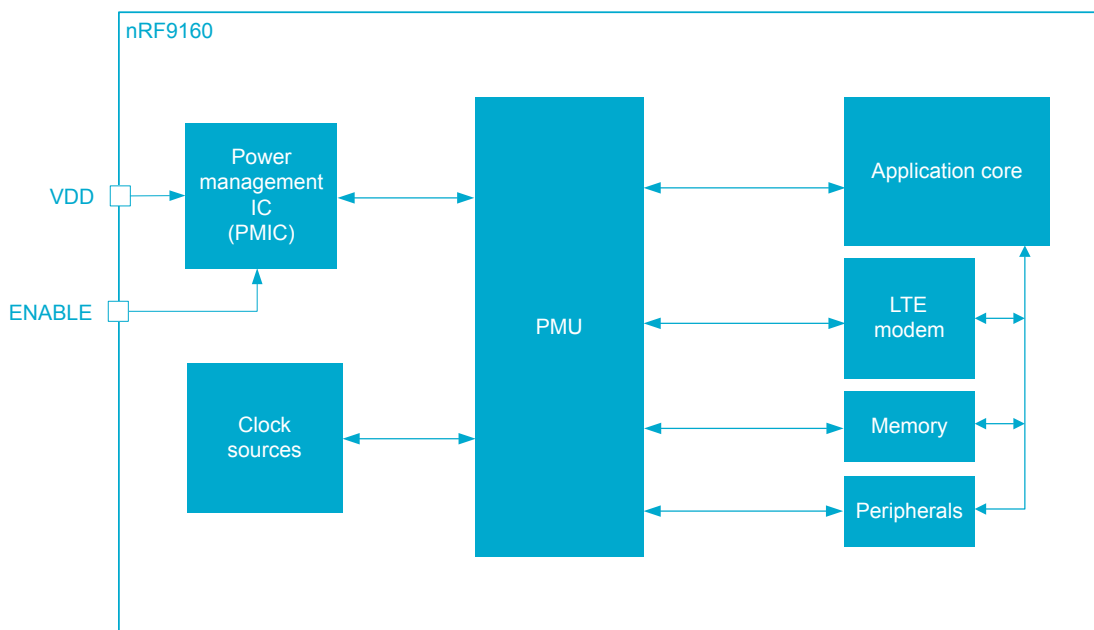 nRF9160
Power
management
IC
(PMIC)
VDD
ENABLE
Clock
sources
PMU
Application core
LTE
modem
Memory
Peripherals